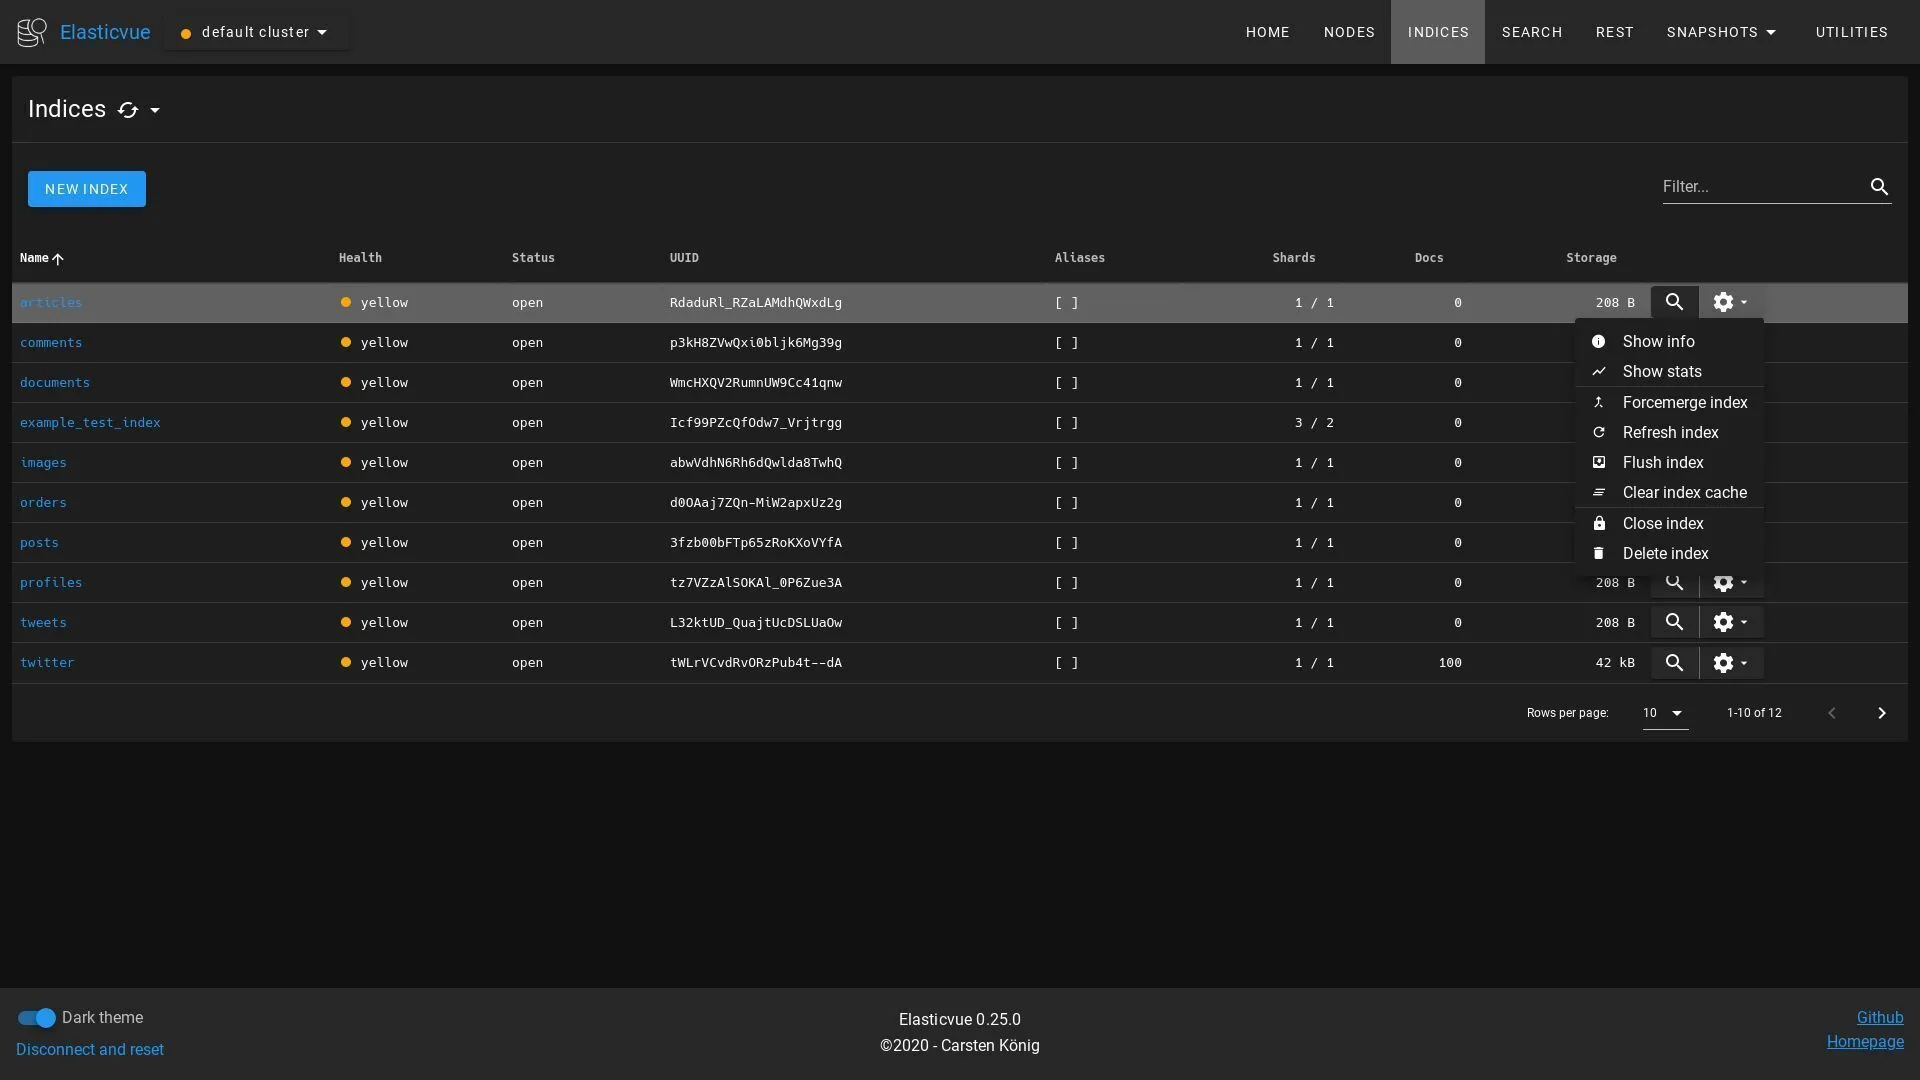 Elasticvue default cluster HOME NODES INDICES SEARCH REST SNAPSHOTS UTILITIES
Indices
NEW INDEX Filter...
Name Health Status UUID Aliases Shards Docs Storage
articles yellow open RdaduRl_RZaLAMdhQWxdLg [ ] 1 / 1 0 208 B
comments yellow open p3kH8ZVwQxi0bljk6Mg39g [ ] 1 / 1 0
documents yellow open WmcHXQV2RumnUW9Cc41qnw [ ] 1 / 1 0
example_test_index yellow open Icf99PZcQfOdw7_Vrjtrgg [ ] 3 / 2 0
images yellow open abwVdhN6Rh6dQwlda8TwhQ [ ] 1 / 1 0
orders yellow open d0OAaj7ZQn-MiW2apxUz2g [ ] 1 / 1 0
posts yellow open 3fzb00bFTp65zRoKXoVYfA [ ] 1 / 1 0
profiles yellow open tz7VZzAlSOKAl_0P6Zue3A [ ] 1 / 1 0 208 B
tweets yellow open L32ktUD_QuajtUcDSLUaOw [ ] 1 / 1 0 208 B
twitter yellow open tWLrVCvdRvORzPub4t--dA [ ] 1 / 1 100 42 kB
Show info
Show stats
Forcemerge index
Refresh index
Flush index
Clear index cache
Close index
Delete index
Rows per page: 10 1-10 of 12
Dark theme
Disconnect and reset
Elasticvue 0.25.0
©2020 - Carsten König
Github
Homepage